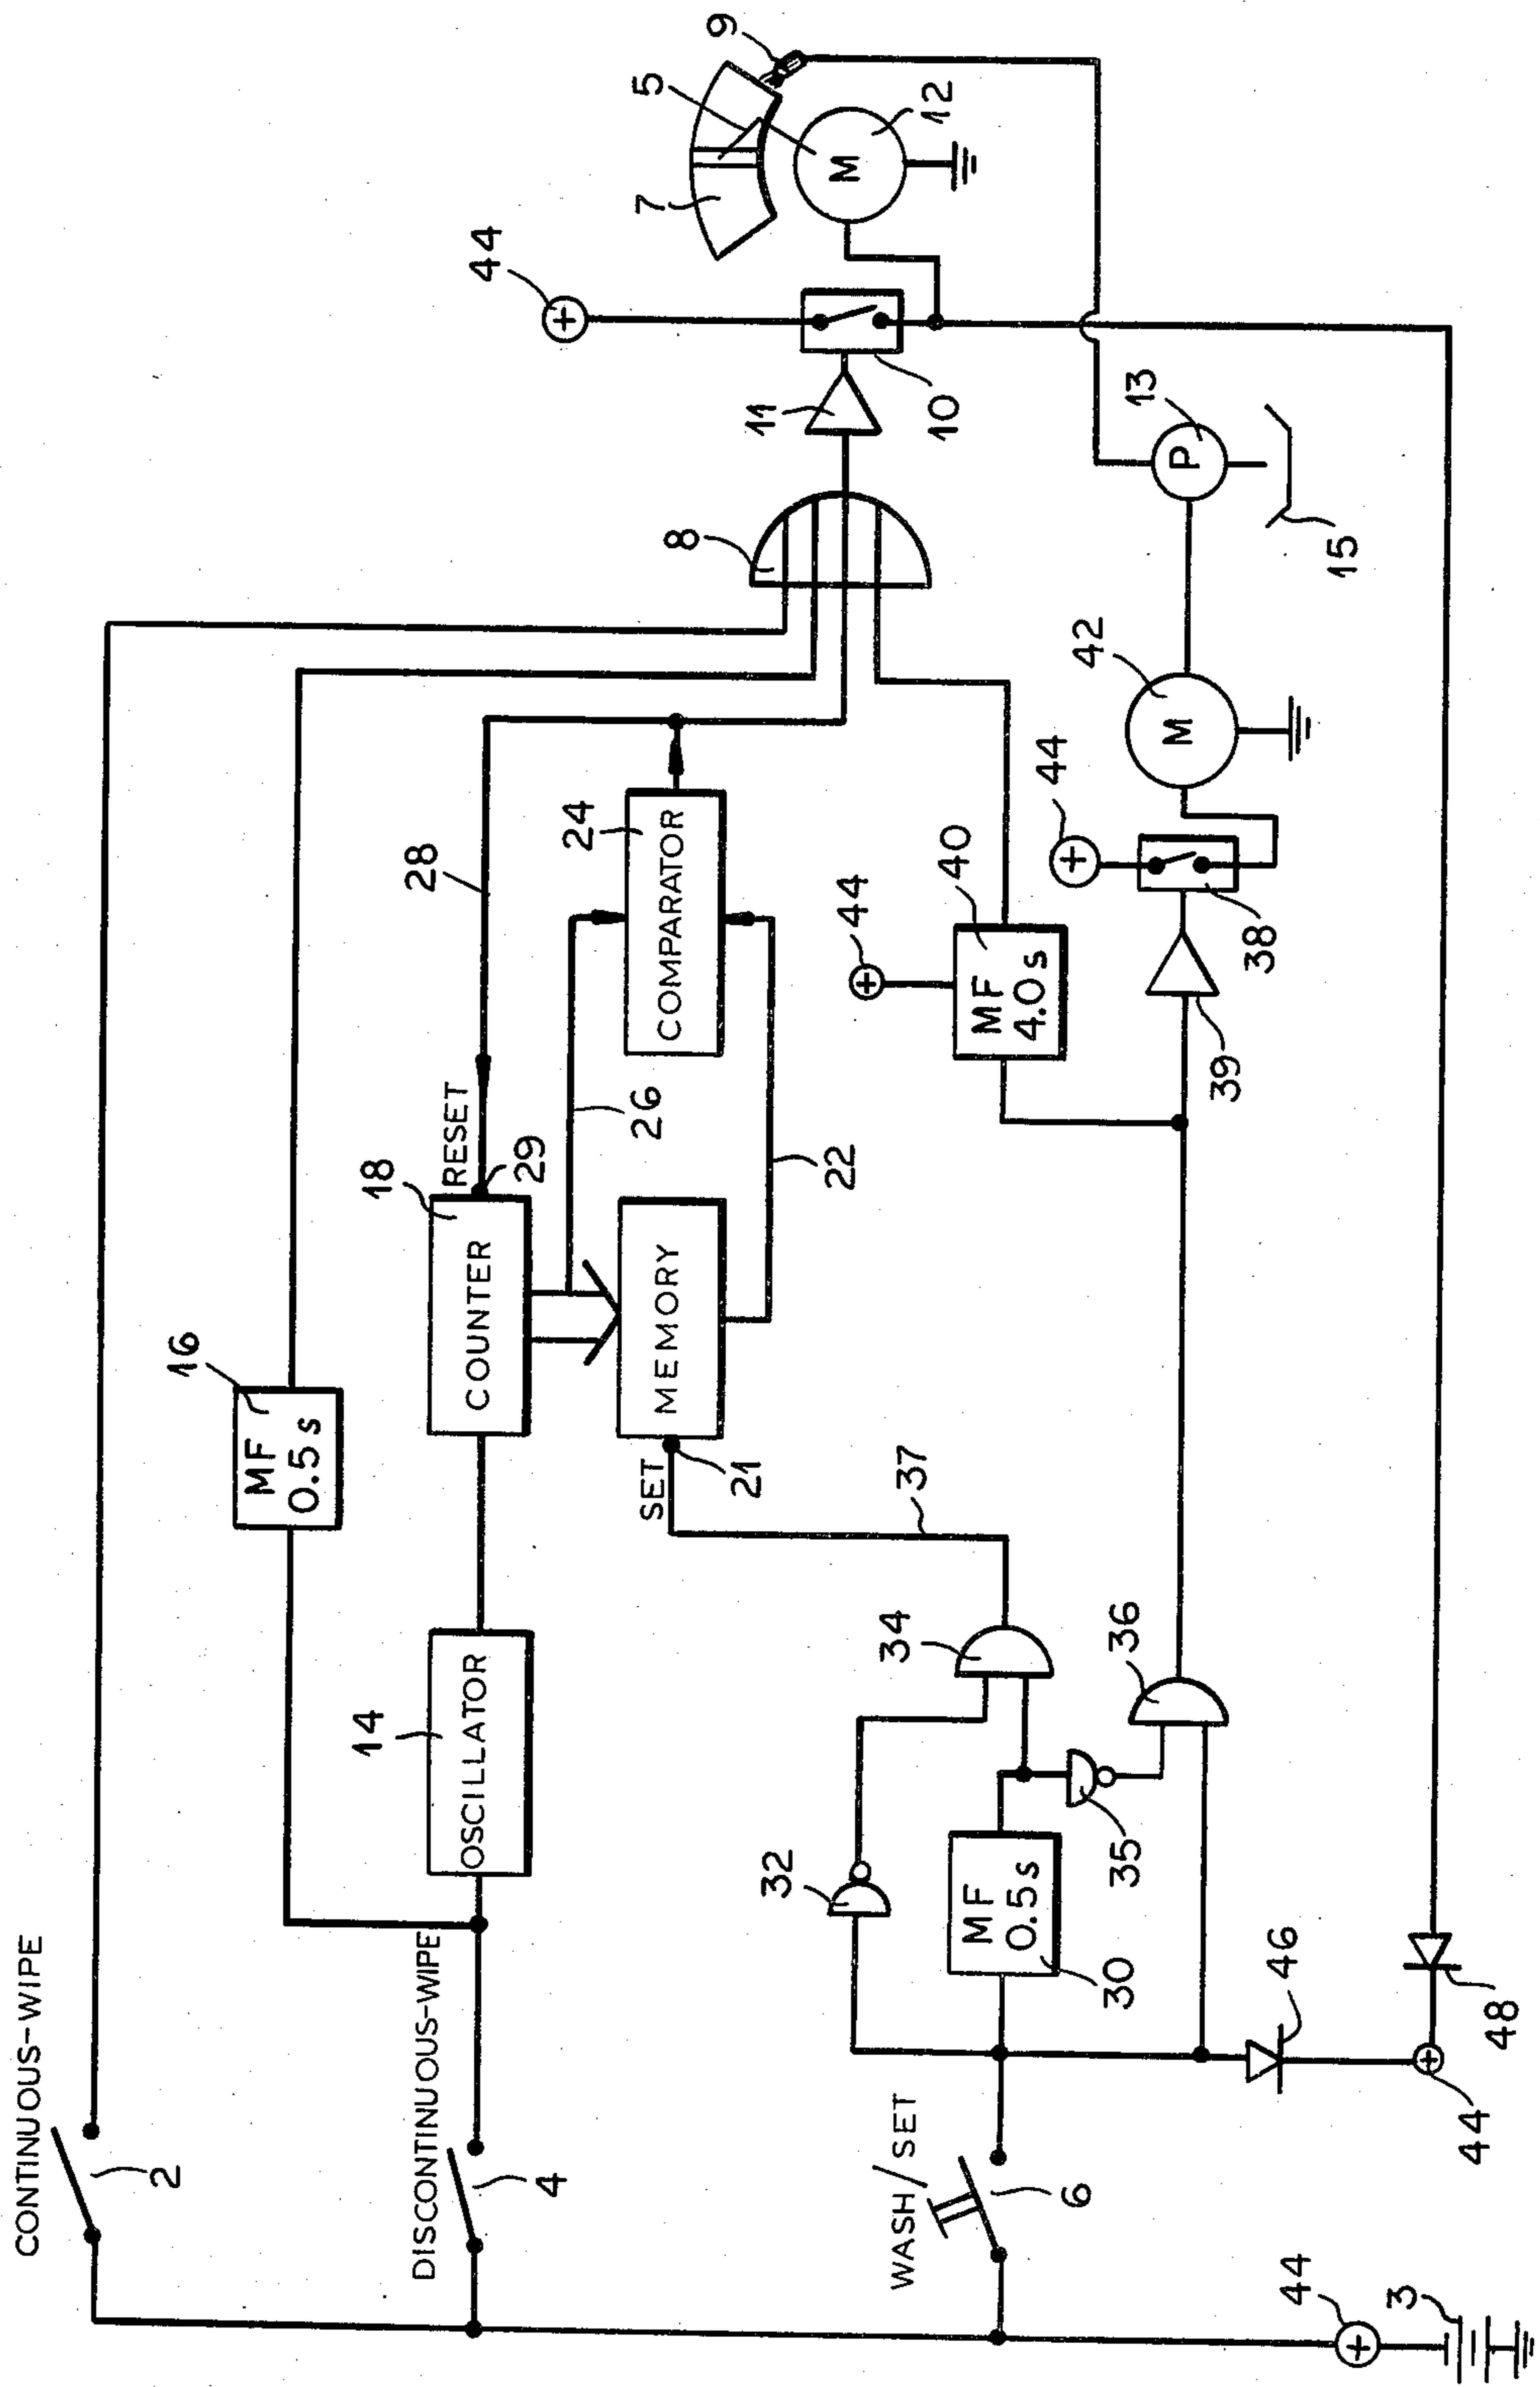 CONTINUOUS-WIPE
2
DISCONTINUOUS-WIPE
4
WASH/SET
6
44
3
14
OSCILLATOR
16
MF
0.5s
18
COUNTER
RESET
29
28
MEMORY
SET
21
22
26
24
COMPARATOR
37
32
MF
0.5s
30
34
35
36
46
48
44
44
40
MF
4.0s
39
38
44
42
M
13
P
15
8
11
10
44
12
M
7
5
9